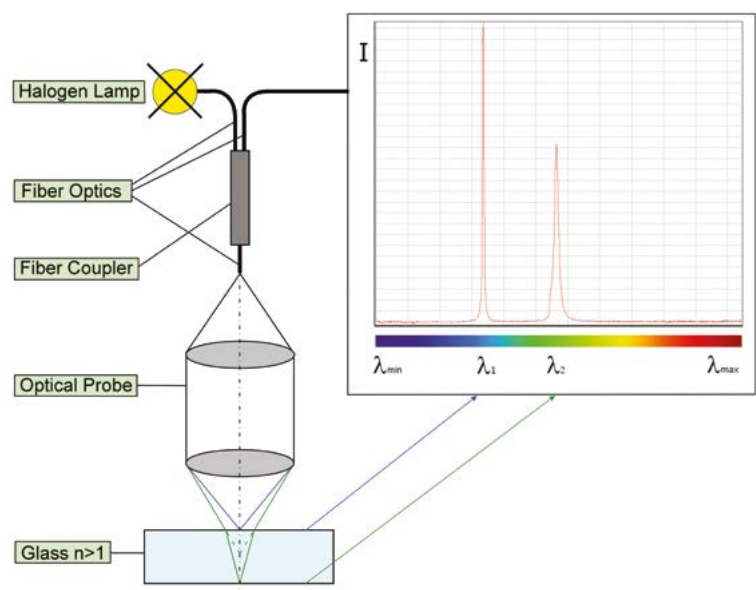 Halogen Lamp
Fiber Optics
Fiber Coupler
Optical Probe
Glass n>1
I
λmin λ1 λ2 λmax